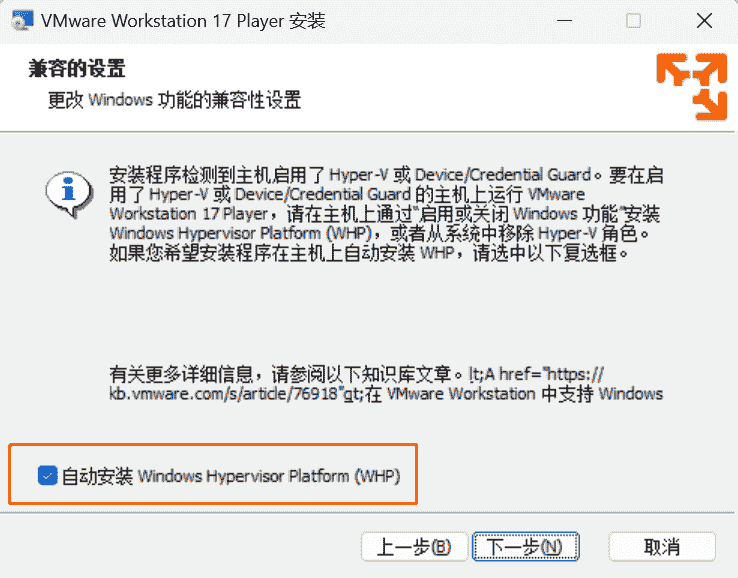 VMware Workstation 17 Player 安装
兼容的设置
更改 Windows 功能的兼容性设置
安装程序检测到主机启用了 Hyper-V 或 Device/Credential Guard。要在启
用了 Hyper-V 或 Device/Credential Guard 的主机上运行 VMware
Workstation 17 Player，请在主机上通过"启用或关闭 Windows 功能"安装
Windows Hypervisor Platform (WHP)，或者从系统中移除 Hyper-V 角色。
如果您希望安装程序在主机上自动安装 WHP，请选中以下复选框。
有关更多详细信息，请参阅以下知识库文章。lt;A href="https://
kb.vmware.com/s/article/76918"gt;在 VMware Workstation 中支持 Windows
自动安装 Windows Hypervisor Platform (WHP)
上一步(B) 下一步(N) 取消